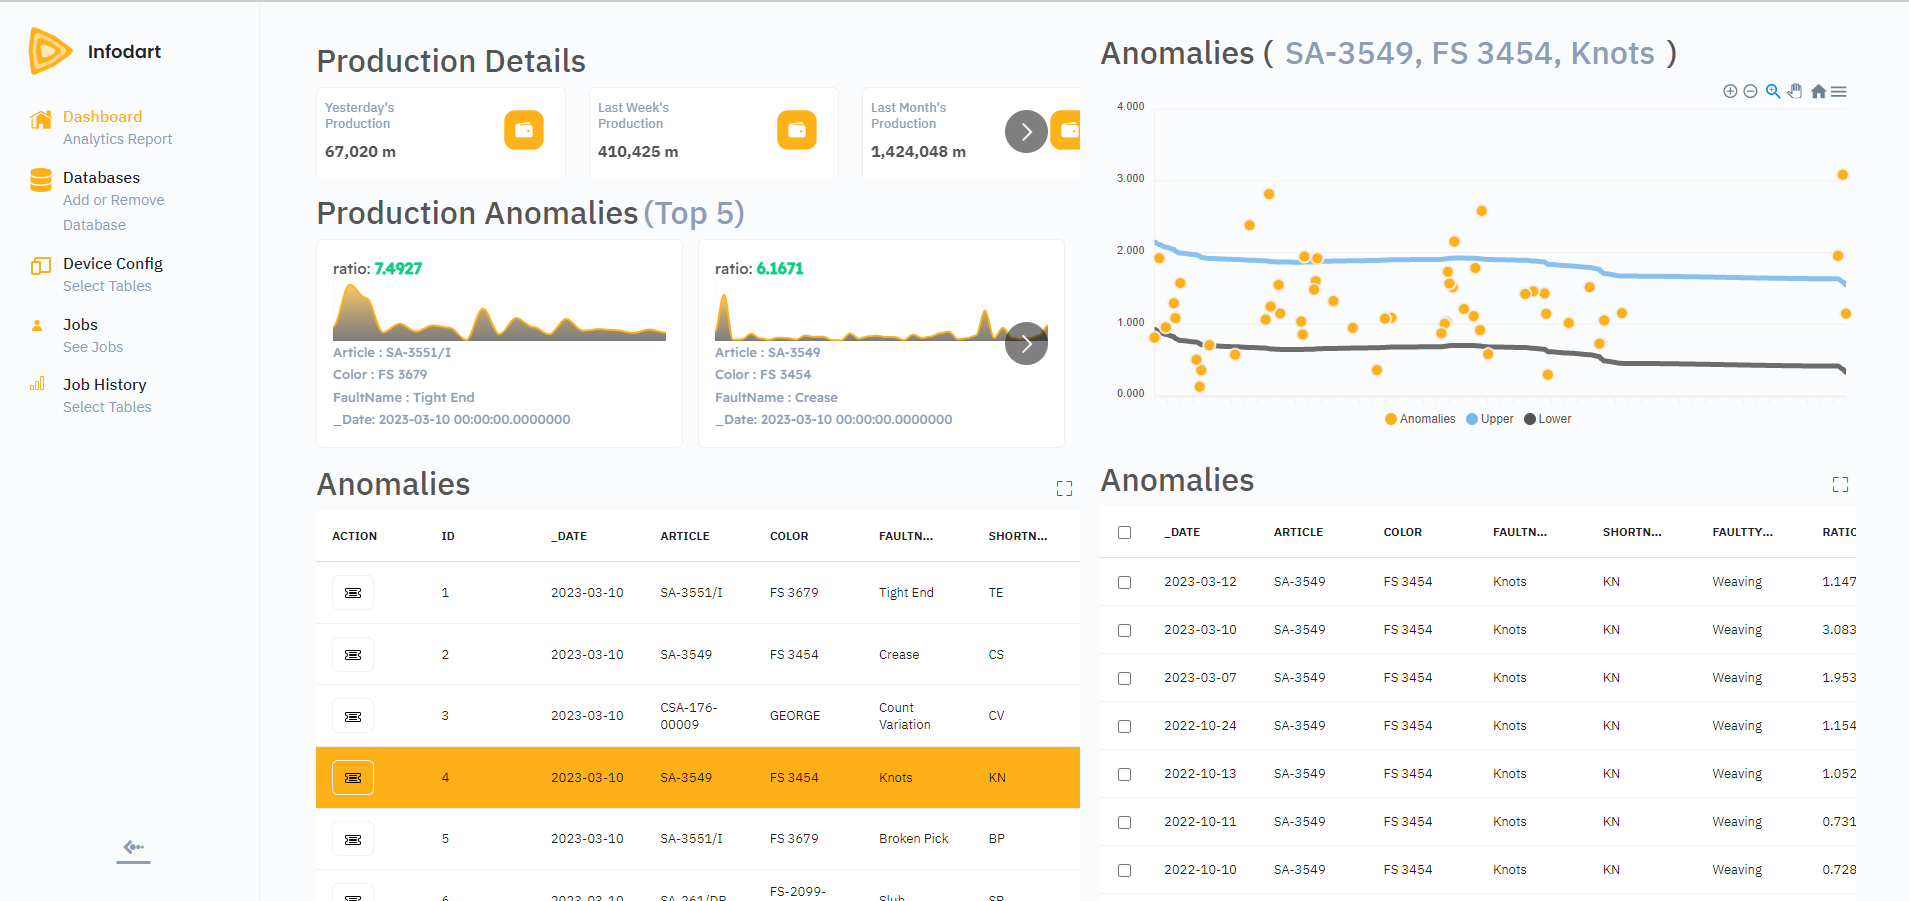 Infodart
Dashboard
Analytics Report
Databases
Add or Remove
Database
Device Config
Select Tables
Jobs
See Jobs
Job History
Select Tables
Production Details
Yesterday's
Production
67,020 m
Last Week's
Production
410,425 m
Last Month's
Production
1,424,048 m
Production Anomalies (Top 5)
ratio: 7.4927
Article : SA-3551/I
Color : FS 3679
FaultName : Tight End
_Date: 2023-03-10 00:00:00.0000000
ratio: 6.1671
Article : SA-3549
Color : FS 3454
FaultName : Crease
_Date: 2023-03-10 00:00:00.0000000
Anomalies
ACTION ID _DATE ARTICLE COLOR FAULTN... SHORTN...
1 2023-03-10 SA-3551/I FS 3679 Tight End TE
2 2023-03-10 SA-3549 FS 3454 Crease CS
3 2023-03-10 CSA-176-00009 GEORGE Count Variation CV
4 2023-03-10 SA-3549 FS 3454 Knots KN
5 2023-03-10 SA-3551/I FS 3679 Broken Pick BP
6 2023-03-10 FS-2099- Slub
Anomalies ( SA-3549, FS 3454, Knots )
4.000
3.000
2.000
1.000
0.000
Anomalies Upper Lower
Anomalies
_DATE ARTICLE COLOR FAULTN... SHORTN... FAULTTY... RATIO
2023-03-12 SA-3549 FS 3454 Knots KN Weaving 1.147
2023-03-10 SA-3549 FS 3454 Knots KN Weaving 3.083
2023-03-07 SA-3549 FS 3454 Knots KN Weaving 1.953
2022-10-24 SA-3549 FS 3454 Knots KN Weaving 1.154
2022-10-13 SA-3549 FS 3454 Knots KN Weaving 1.052
2022-10-11 SA-3549 FS 3454 Knots KN Weaving 0.731
2022-10-10 SA-3549 FS 3454 Knots KN Weaving 0.728